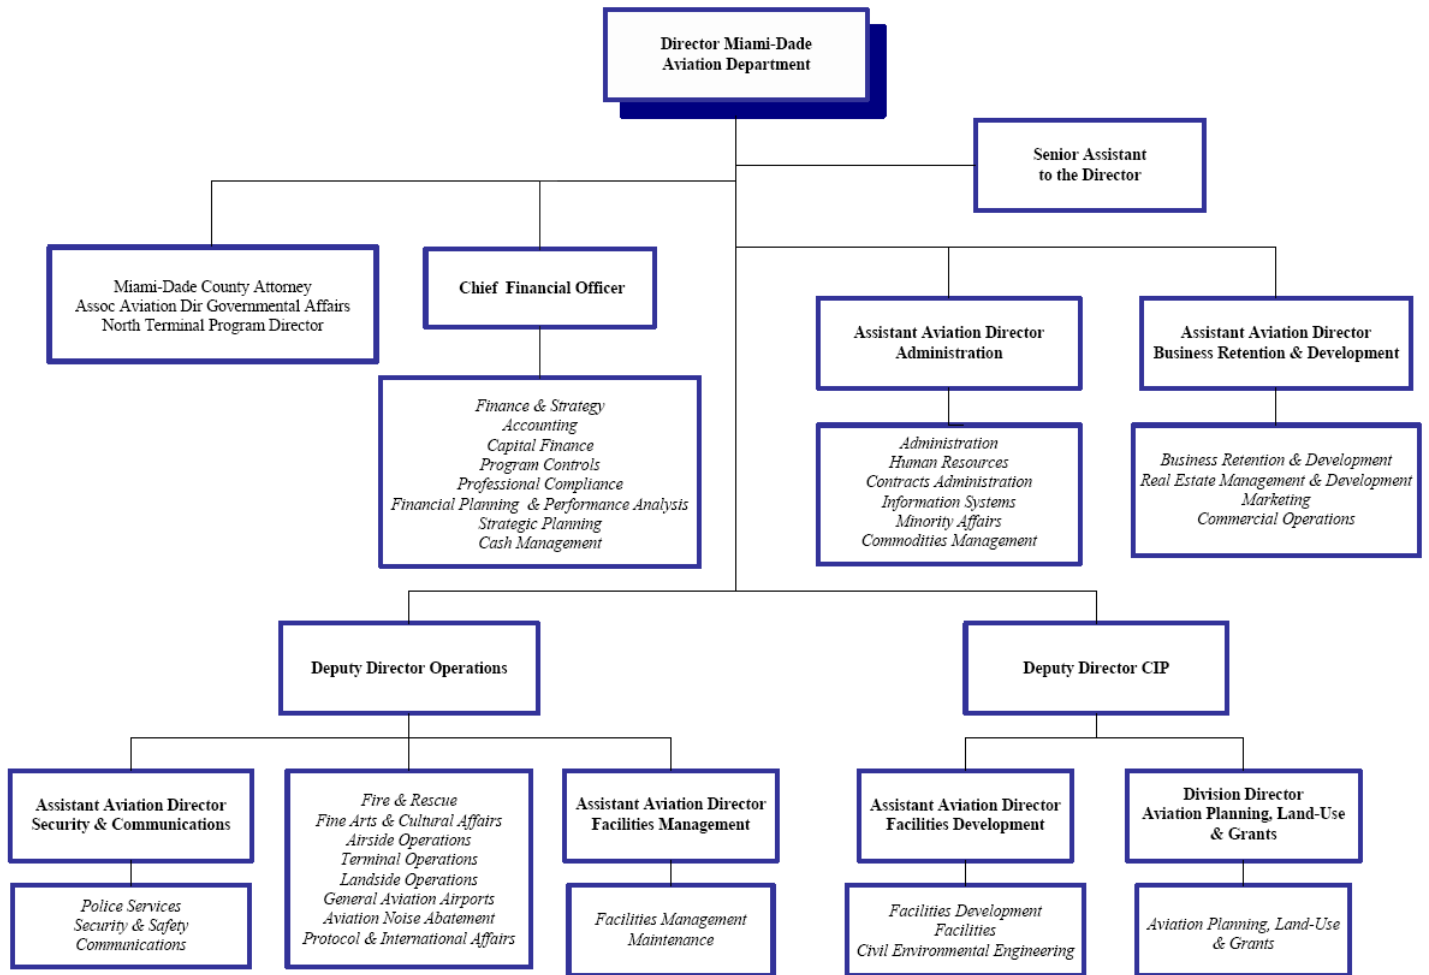 Director Miami-Dade
Aviation Department
Senior Assistant
to the Director
Miami-Dade County Attorney
Assoc Aviation Dir Governmental Affairs
North Terminal Program Director
Chief Financial Officer
Assistant Aviation Director
Administration
Assistant Aviation Director
Business Retention & Development
Finance & Strategy
Accounting
Capital Finance
Program Controls
Professional Compliance
Financial Planning & Performance Analysis
Strategic Planning
Cash Management
Administration
Human Resources
Contracts Administration
Information Systems
Minority Affairs
Commodities Management
Business Retention & Development
Real Estate Management & Development
Marketing
Commercial Operations
Deputy Director Operations
Deputy Director CIP
Assistant Aviation Director
Security & Communications
Fire & Rescue
Fine Arts & Cultural Affairs
Airside Operations
Terminal Operations
Landside Operations
General Aviation Airports
Aviation Noise Abatement
Protocol & International Affairs
Assistant Aviation Director
Facilities Management
Assistant Aviation Director
Facilities Development
Division Director
Aviation Planning, Land-Use
& Grants
Police Services
Security & Safety
Communications
Facilities Management
Maintenance
Facilities Development
Facilities
Civil Environmental Engineering
Aviation Planning, Land-Use
& Grants